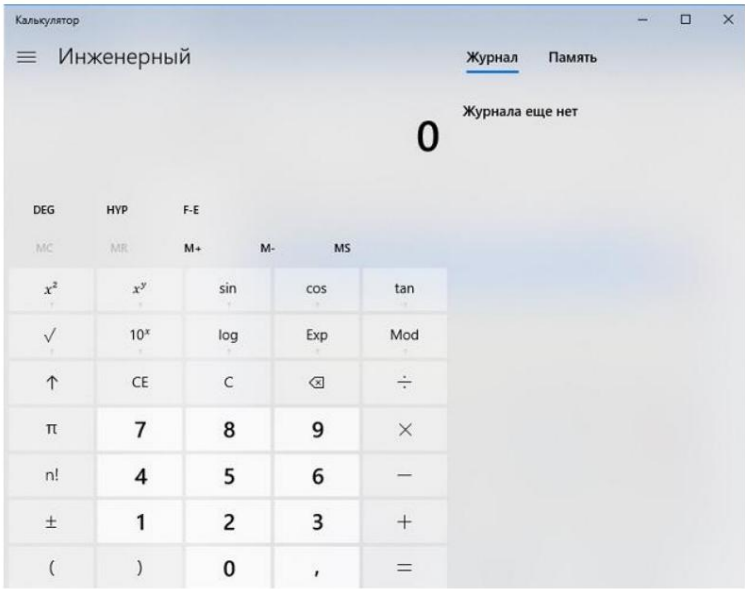 Калькулятор
Инженерный
Журнал Память
Журнала еще нет
0
DEG HYP F-E
MC MR M+ M- MS
x² xʸ sin cos tan
√ 10ˣ log Exp Mod
↑ CE C ⌫ ÷
π 7 8 9 ×
n! 4 5 6 −
± 1 2 3 +
( ) 0 , =